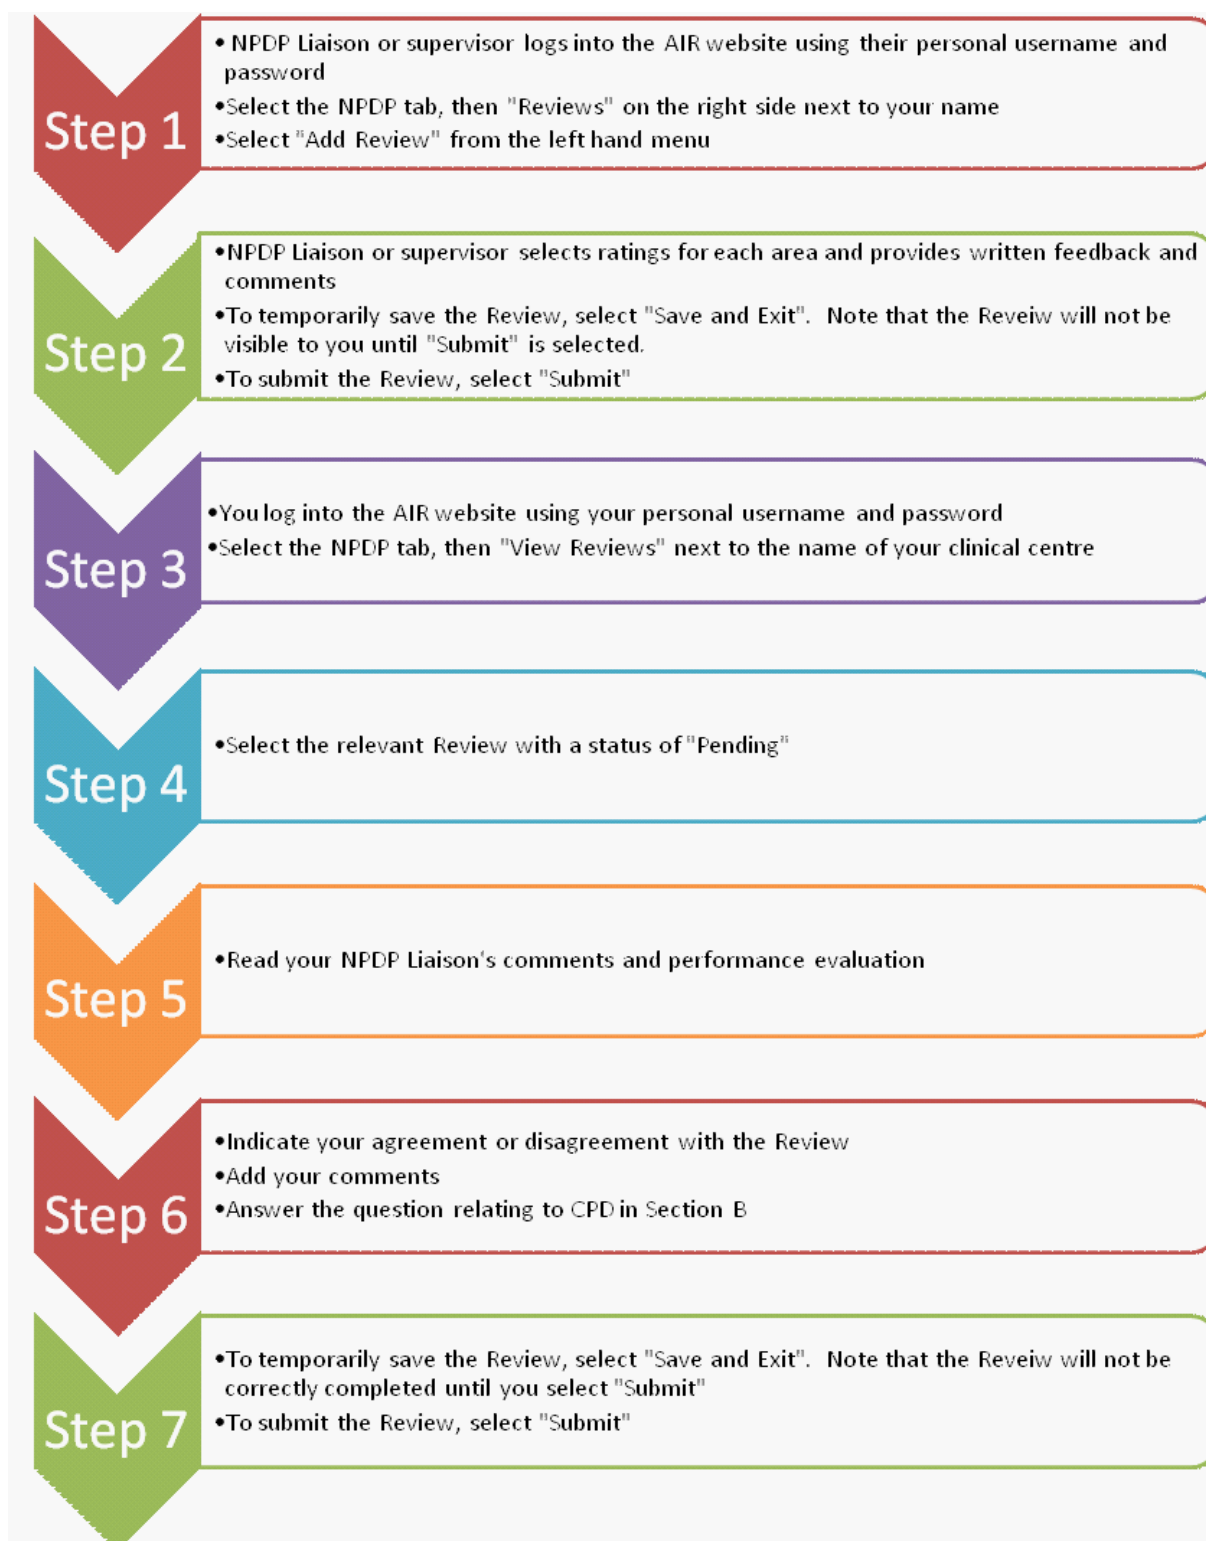 Step 1
• NPDP Liaison or supervisor logs into the AIR website using their personal username and
password
•Select the NPDP tab, then "Reviews" on the right side next to your name
•Select "Add Review" from the left hand menu
Step 2
•NPDP Liaison or supervisor selects ratings for each area and provides written feedback and
comments
•To temporarily save the Review, select "Save and Exit". Note that the Reveiw will not be
visible to you until "Submit" is selected.
•To submit the Review, select "Submit"
Step 3
•You log into the AIR website using your personal username and password
•Select the NPDP tab, then "View Reviews" next to the name of your clinical centre
Step 4
•Select the relevant Review with a status of "Pending"
Step 5
•Read your NPDP Liaison's comments and performance evaluation
Step 6
•Indicate your agreement or disagreement with the Review
•Add your comments
•Answer the question relating to CPD in Section B
Step 7
•To temporarily save the Review, select "Save and Exit". Note that the Reveiw will not be
correctly completed until you select "Submit"
•To submit the Review, select "Submit"